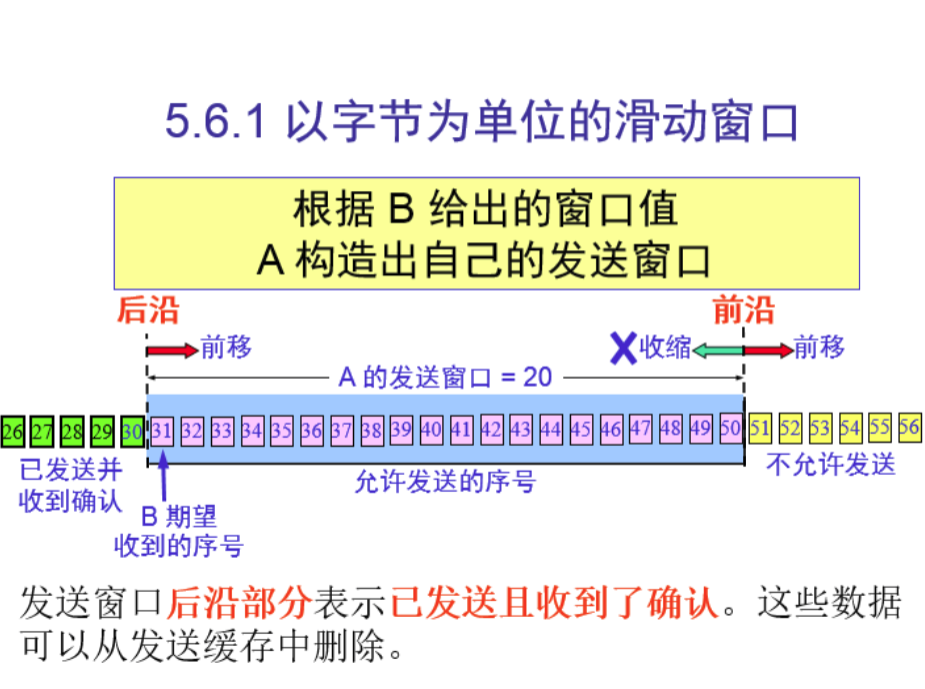 5.6.1 以字节为单位的滑动窗口
根据 B 给出的窗口值
A 构造出自己的发送窗口
后沿 前沿
前移 X 收缩 前移
A 的发送窗口 = 20
26 27 28 29 30 31 32 33 34 35 36 37 38 39 40 41 42 43 44 45 46 47 48 49 50 51 52 53 54 55 56
已发送并
收到确认
允许发送的序号
不允许发送
B 期望
收到的序号
发送窗口后沿部分表示已发送且收到了确认。这些数据
可以从发送缓存中删除。